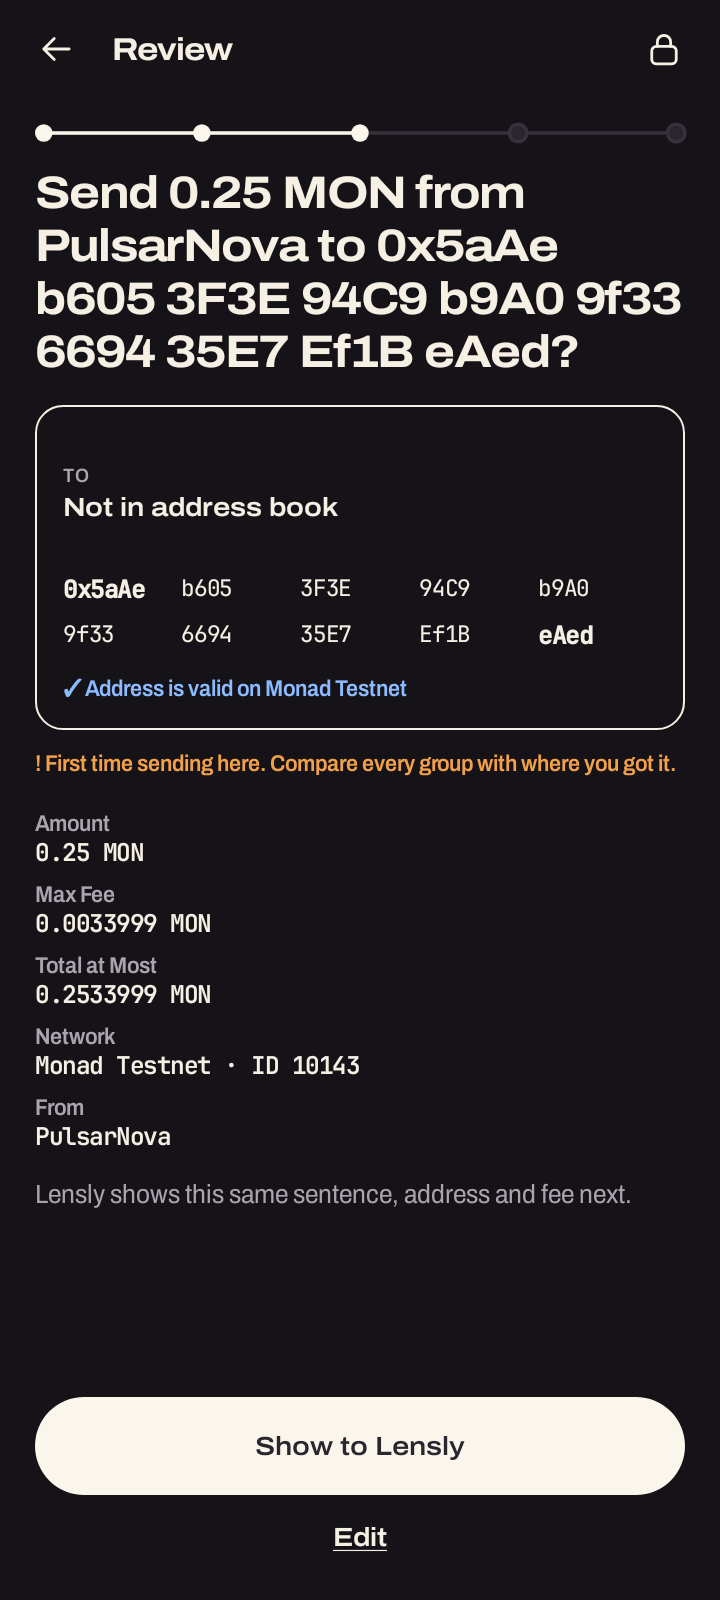 Review
Send 0.25 MON from
PulsarNova to 0x5aAe
b605 3F3E 94C9 b9A0 9f33
6694 35E7 Ef1B eAed?
TO
Not in address book
0x5aAe b605 3F3E 94C9 b9A0
9f33 6694 35E7 Ef1B eAed
✓ Address is valid on Monad Testnet
! First time sending here. Compare every group with where you got it.
Amount
0.25 MON
Max Fee
0.0033999 MON
Total at Most
0.2533999 MON
Network
Monad Testnet · ID 10143
From
PulsarNova
Lensly shows this same sentence, address and fee next.
Show to Lensly
Edit